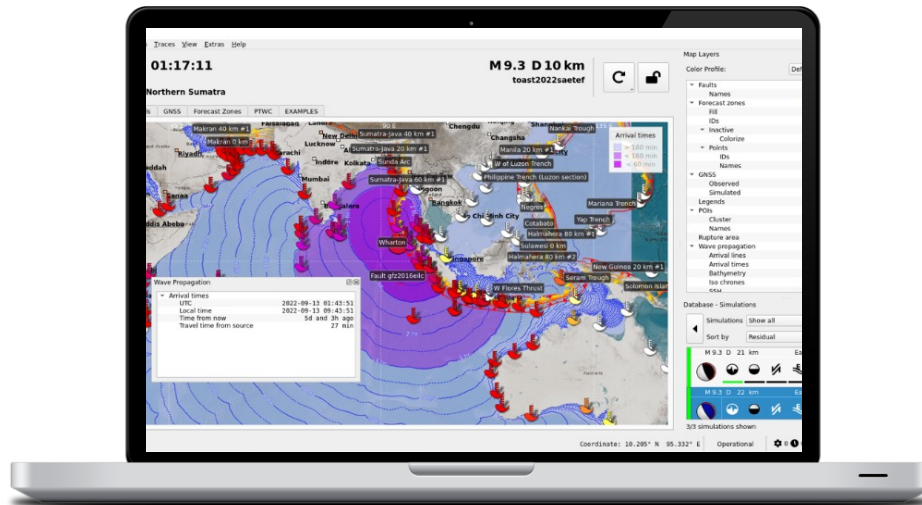 Traces View Extras Help
01:17:11
M 9.3 D 10 km
toast2022saetef
Northern Sumatra
GNSS Forecast Zones PTWC EXAMPLES
Map Layers
Color Profile:
Faults
Names
Forecast zones
Fill
IDs
Inactive
Colorize
Points
IDs
Names
GNSS
Observed
Simulated
Legends
POIs
Cluster
Names
Rupture area
Wave propagation
Arrival lines
Arrival times
Bathymetry
Iso chrones
SSH
Arrival times
> 180 min
< 180 min
< 60 min
Makran 40 km #1
Makran 0 km
Riyadh
New Delhi
Lucknow
Indore
Kolkata
Mumbai
Sumatra-Java 40 km #1
Sumatra-Java 20 km #1
Sunda Arc
Sumatra-Java 60 km #1
Chengdu
Changsha
Nankai Trough
Manila 20 km #1
W of Luzon Trench
Philippine Trench (Luzon section)
Bangkok
Negros
Mariana Trench
Yap Trench
Cotabato
Halmahera 80 km #1
Sulawesi 0 km
Halmahera 80 km #2
Wharton
New Guinea 20 km #1
Fault gfz2016eilc
Seram Trough
W Flores Thrust
Wave Propagation
Arrival times
UTC 2022-09-13 01:43:51
Local time 2022-09-13 09:43:51
Time from now 5d and 3h ago
Travel time from source 27 min
Database - Simulations
Simulations Show all
Sort by Residual
M 9.3 D 21 km
M 9.3 D 22 km
3/3 simulations shown
Coordinate: 10.205° N 95.332° E
Operational